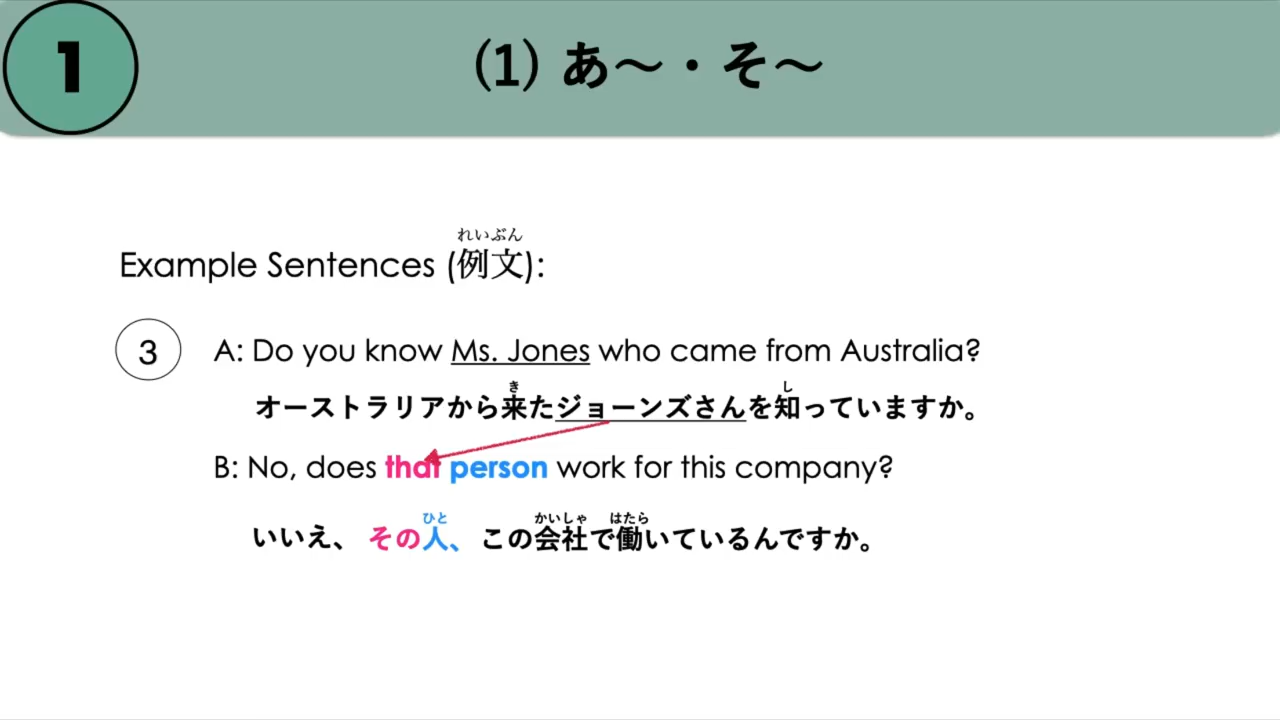 1
(1) あ〜・そ〜
れいぶん
Example Sentences (例文):
3
A: Do you know Ms. Jones who came from Australia?
き し
オーストラリアから来たジョーンズさんを知っていますか。
B: No, does that person work for this company?
ひと かいしゃ はたら
いいえ、その人、この会社で働いているんですか。